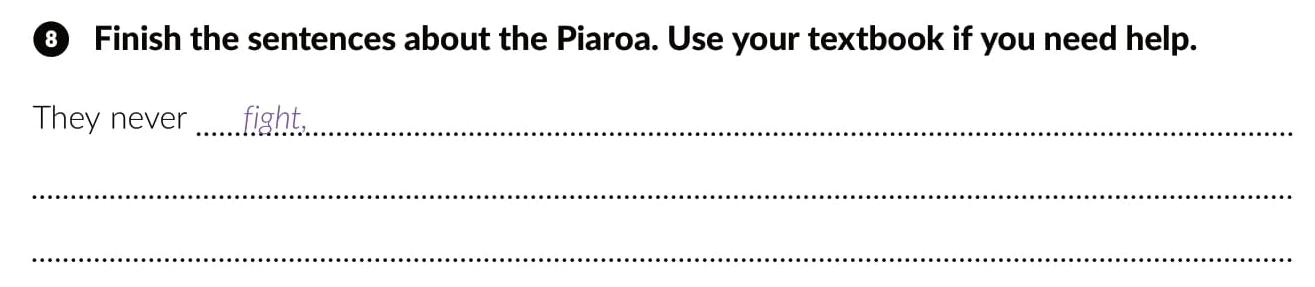 8 Finish the sentences about the Piaroa. Use your textbook if you need help.
They never fight,